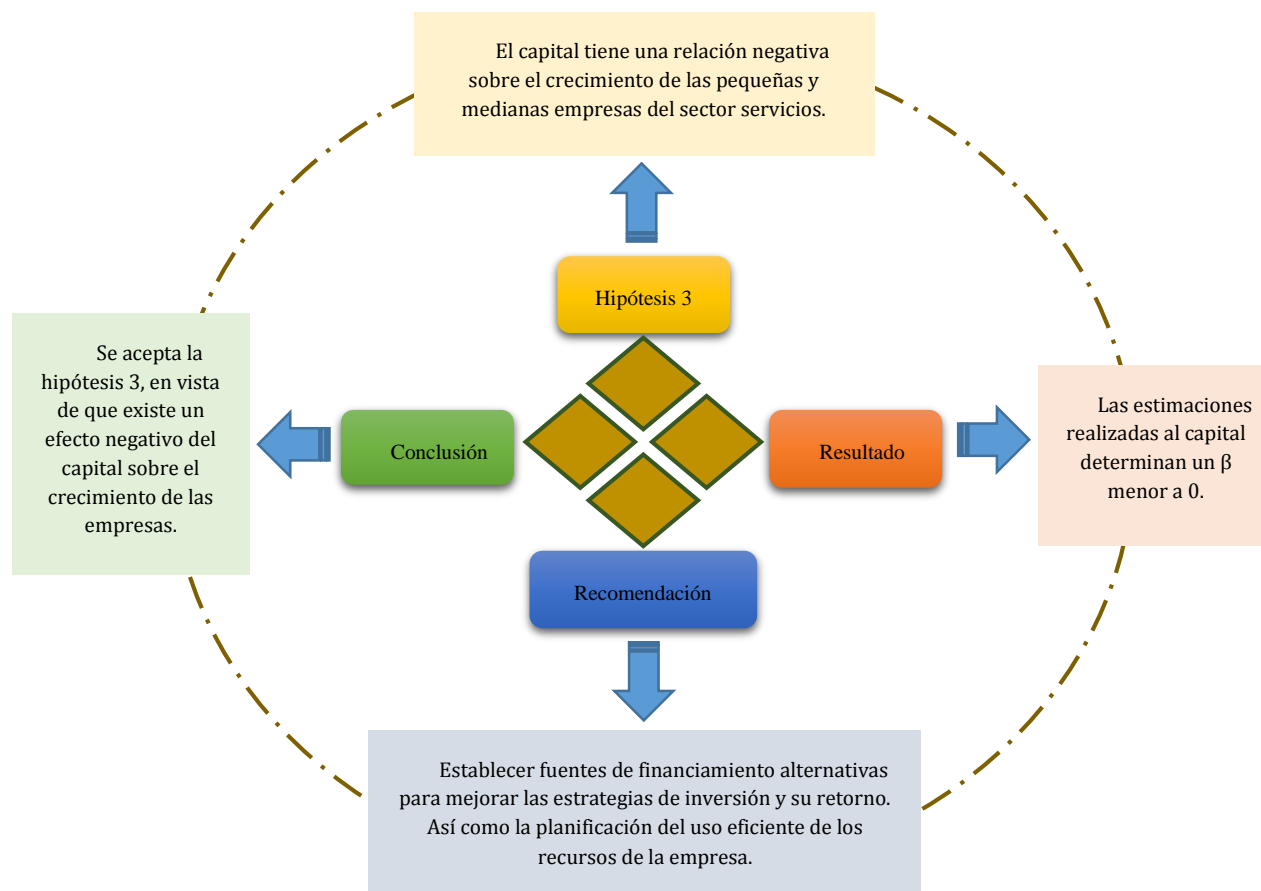 El capital tiene una relación negativa
sobre el crecimiento de las pequeñas y
medianas empresas del sector servicios.
Hipótesis 3
Se acepta la
hipótesis 3, en vista
de que existe un
efecto negativo del
capital sobre el
crecimiento de las
empresas.
Conclusión
Resultado
Las estimaciones
realizadas al capital
determinan un β
menor a 0.
Recomendación
Establecer fuentes de financiamiento alternativas
para mejorar las estrategias de inversión y su retorno.
Así como la planificación del uso eficiente de los
recursos de la empresa.